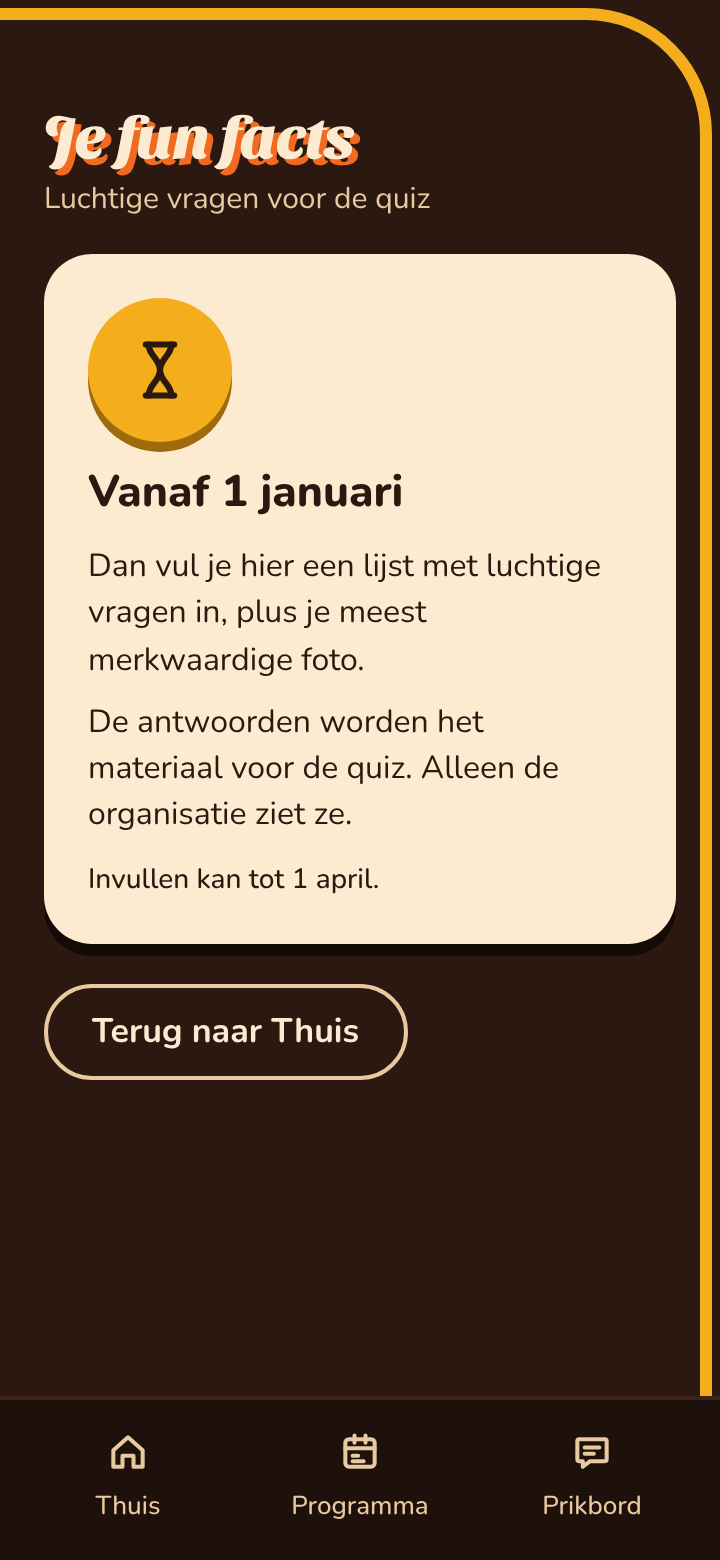 Je fun facts
Luchtige vragen voor de quiz
Vanaf 1 januari
Dan vul je hier een lijst met luchtige
vragen in, plus je meest
merkwaardige foto.
De antwoorden worden het
materiaal voor de quiz. Alleen de
organisatie ziet ze.
Invullen kan tot 1 april.
Terug naar Thuis
Thuis
Programma
Prikbord